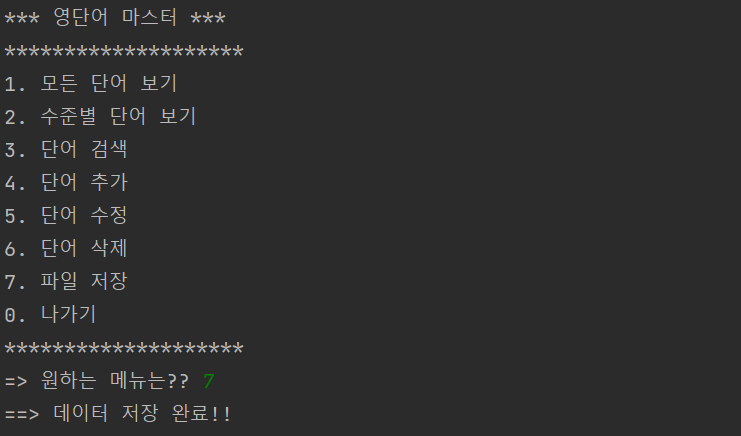 *** 영단어 마스터 ***
********************
1. 모든 단어 보기
2. 수준별 단어 보기
3. 단어 검색
4. 단어 추가
5. 단어 수정
6. 단어 삭제
7. 파일 저장
0. 나가기
********************
=> 원하는 메뉴는?? 7
==> 데이터 저장 완료!!